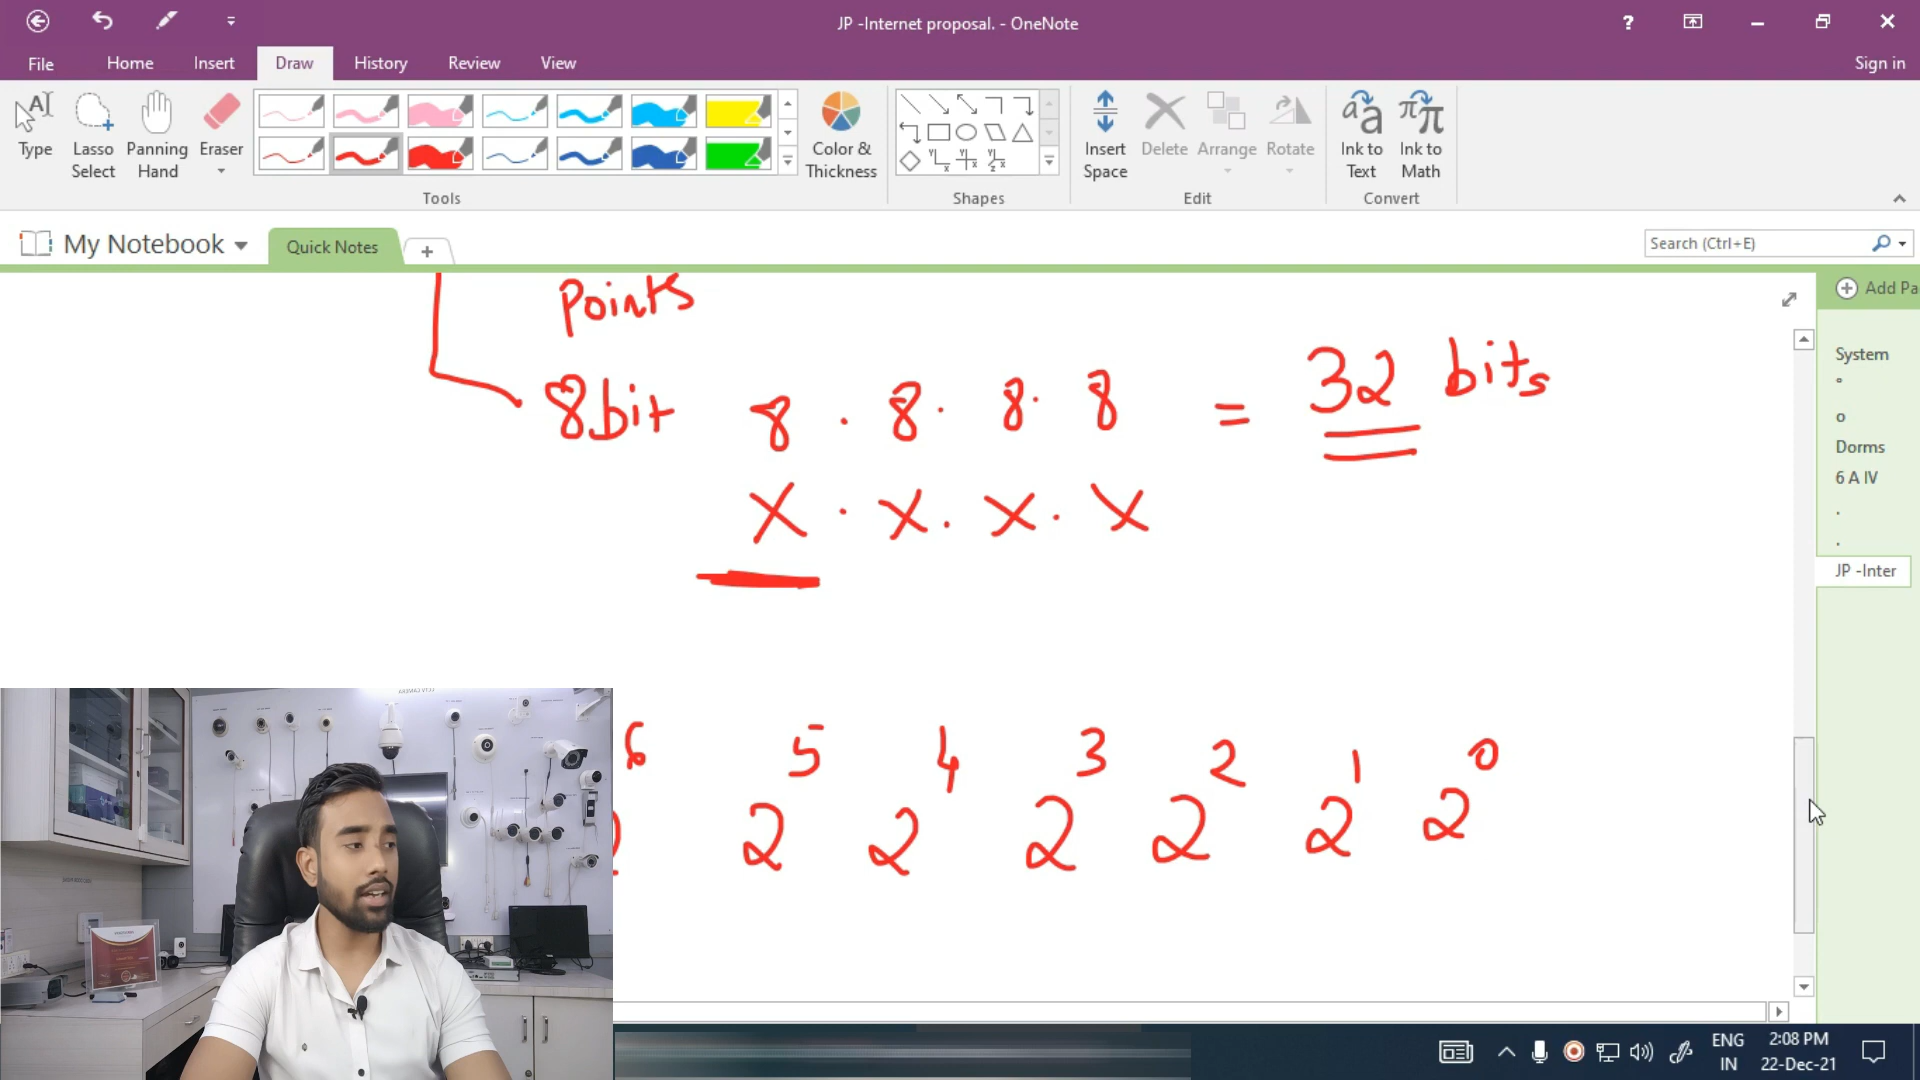 JP -Internet proposal. - OneNote
File Home Insert Draw History Review View Sign in
Type Lasso Select Panning Hand Eraser Color & Thickness Insert Space Delete Arrange Rotate Ink to Text Ink to Math
Tools Shapes Edit Convert
My Notebook Quick Notes Search (Ctrl+E)
Add Pa
points
System
8bit 8 . 8 . 8 . 8 = 32 bits
o
Dorms
6 A IV
X . X . X . X
.
.
JP -Inter
6 5 4 3 2 1 0
2 2 2 2 2 2
ENG 2:08 PM
IN 22-Dec-21